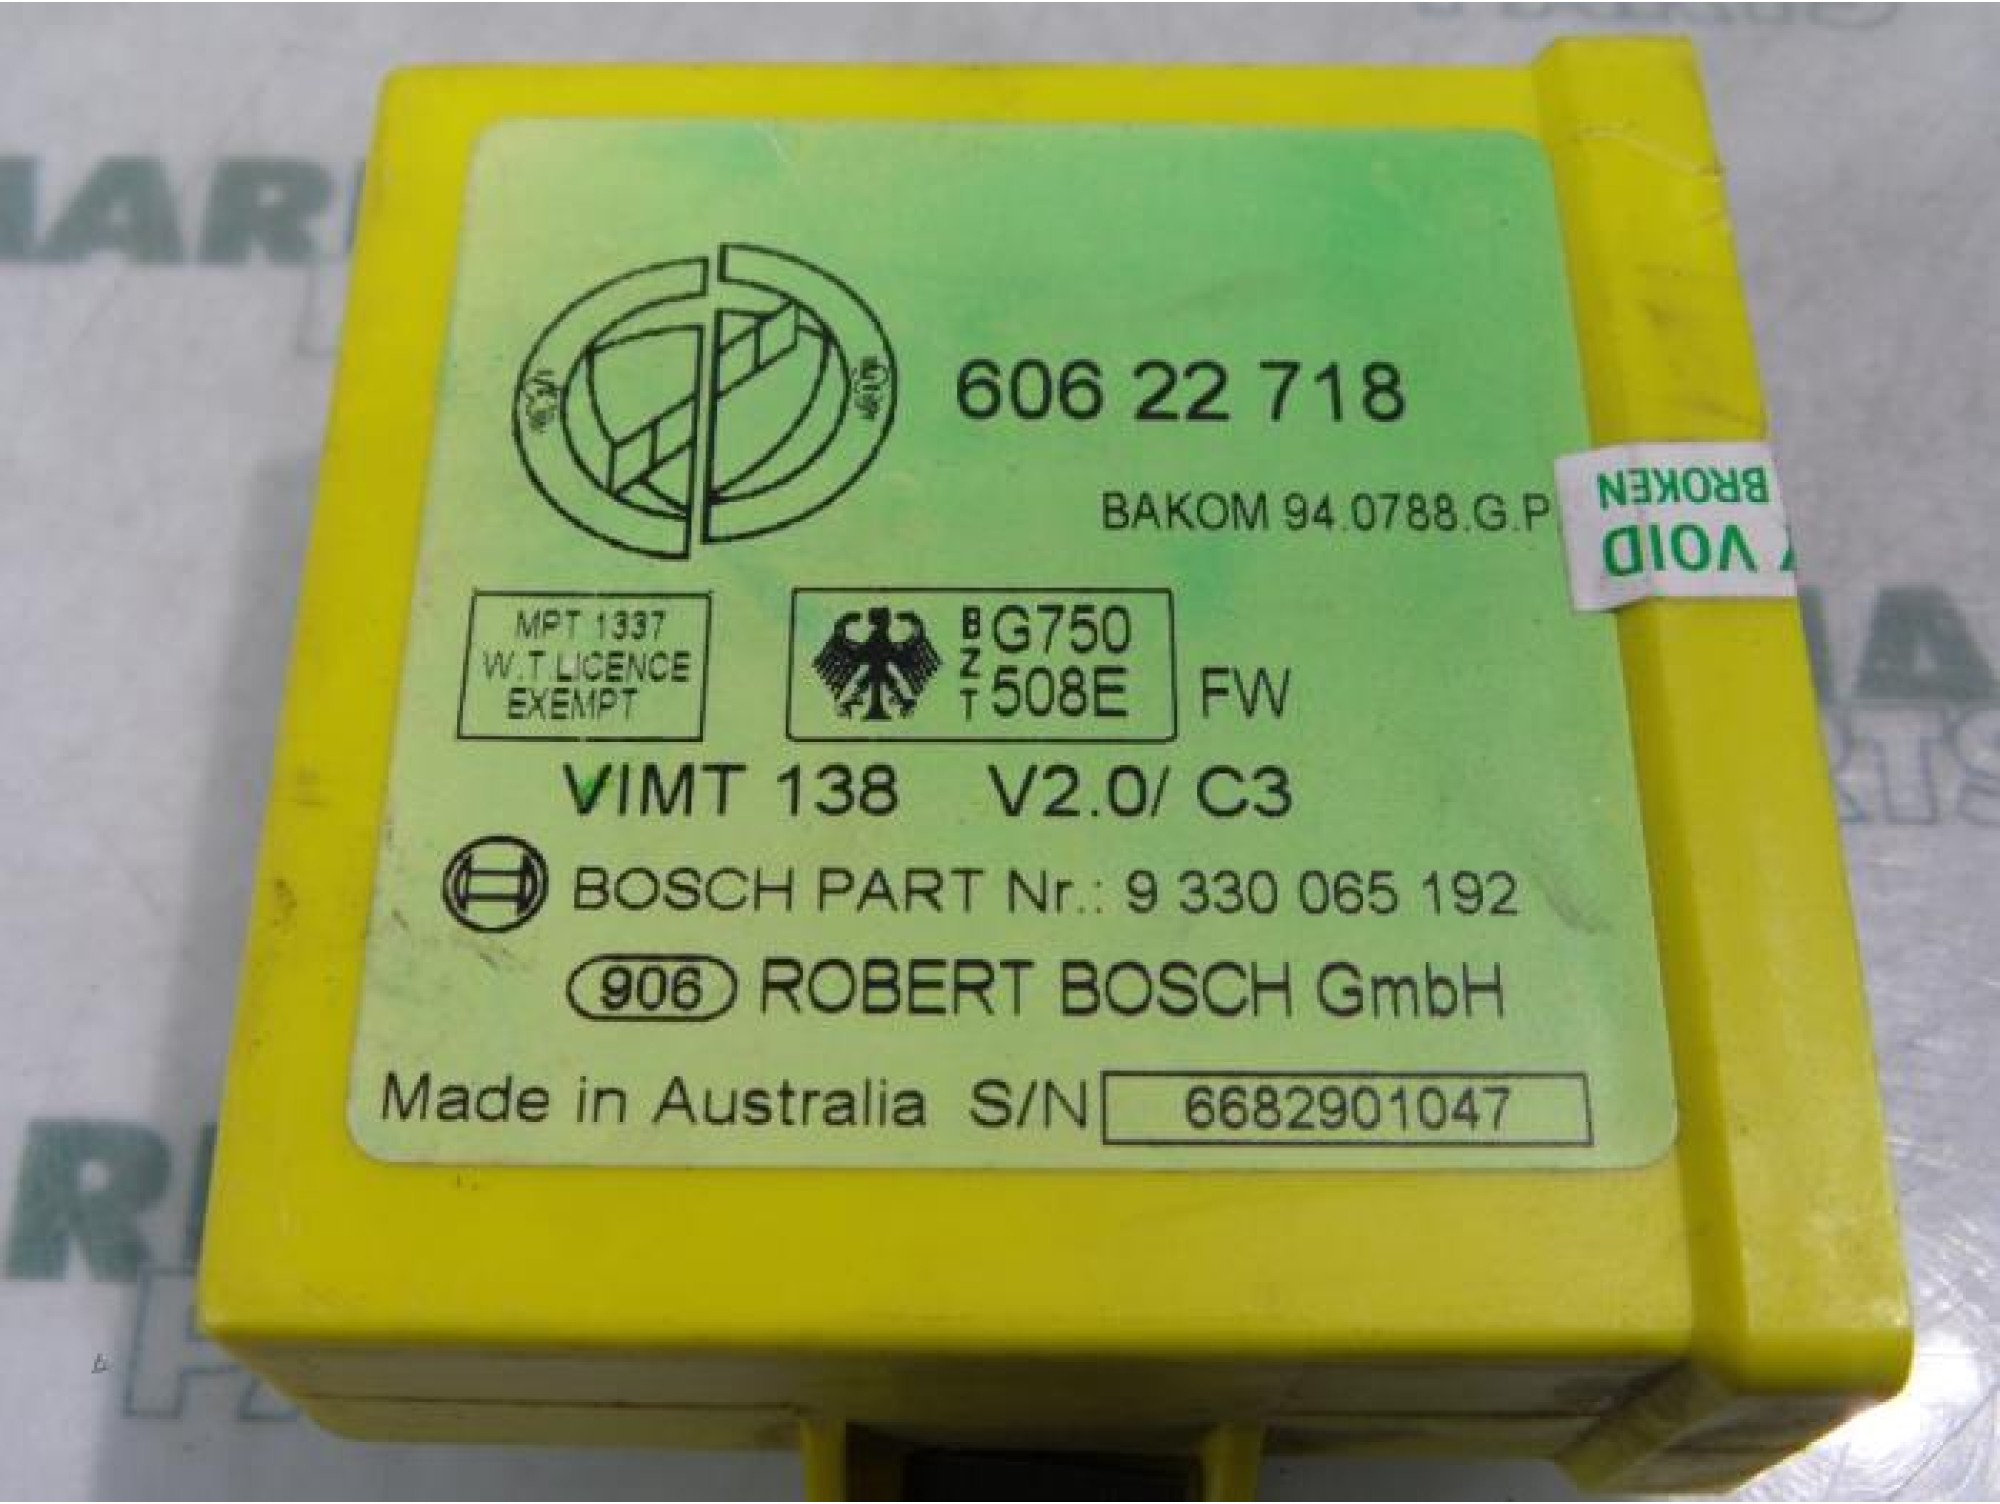 606 22 718
BAKOM 94.0788.G.P
BROKEN
VOID
MPT 1337
W.T.LICENCE
EXEMPT
BZT
G750
508E
FW
VIMT 138 V2.0/ C3
BOSCH PART Nr.: 9 330 065 192
906 ROBERT BOSCH GmbH
Made in Australia S/N 6682901047